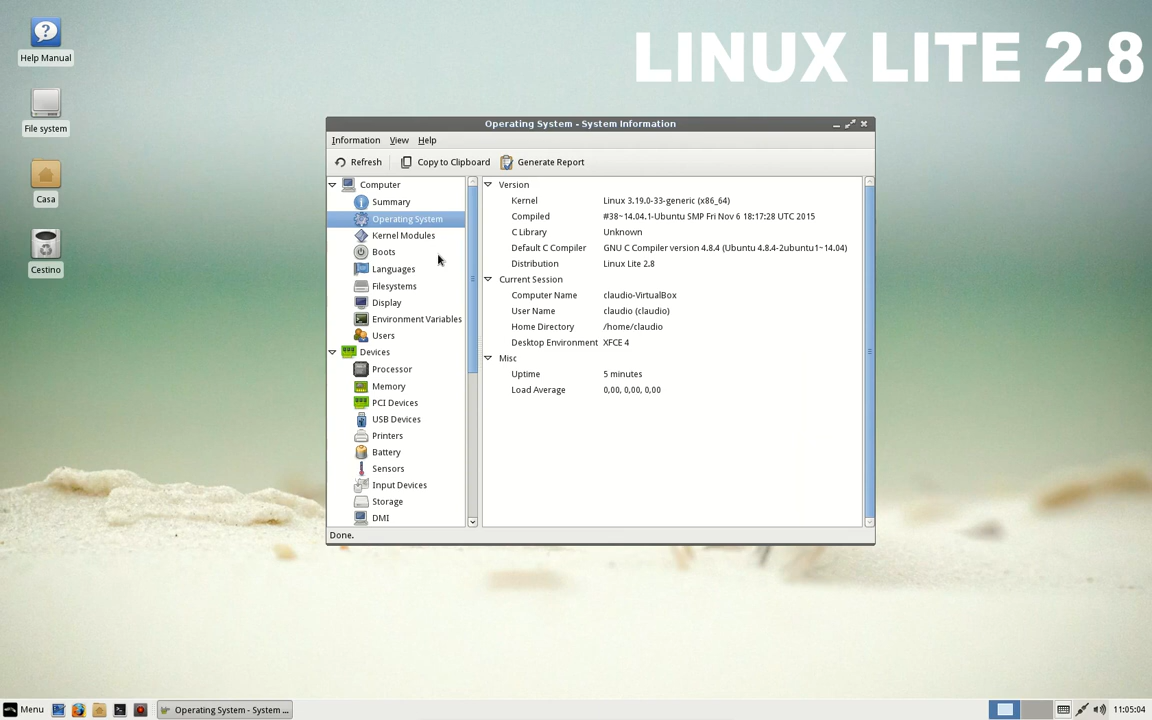 Help Manual
File system
Casa
Cestino
LINUX LITE 2.8
Operating System - System Information
Information View Help
Refresh Copy to Clipboard Generate Report
Computer
Summary
Operating System
Kernel Modules
Boots
Languages
Filesystems
Display
Environment Variables
Users
Devices
Processor
Memory
PCI Devices
USB Devices
Printers
Battery
Sensors
Input Devices
Storage
DMI
Version
Kernel Linux 3.19.0-33-generic (x86_64)
Compiled #38~14.04.1-Ubuntu SMP Fri Nov 6 18:17:28 UTC 2015
C Library Unknown
Default C Compiler GNU C Compiler version 4.8.4 (Ubuntu 4.8.4-2ubuntu1~14.04)
Distribution Linux Lite 2.8
Current Session
Computer Name claudio-VirtualBox
User Name claudio (claudio)
Home Directory /home/claudio
Desktop Environment XFCE 4
Misc
Uptime 5 minutes
Load Average 0,00, 0,00, 0,00
Done.
Menu Operating System - System ... 11:05:04